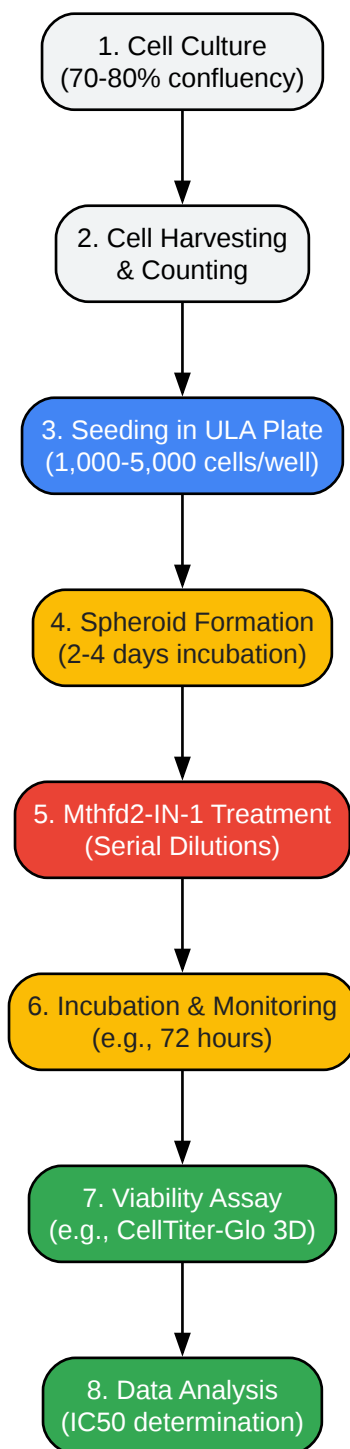 1. Cell Culture
(70-80% confluency)
2. Cell Harvesting
& Counting
3. Seeding in ULA Plate
(1,000-5,000 cells/well)
4. Spheroid Formation
(2-4 days incubation)
5. Mthfd2-IN-1 Treatment
(Serial Dilutions)
6. Incubation & Monitoring
(e.g., 72 hours)
7. Viability Assay
(e.g., CellTiter-Glo 3D)
8. Data Analysis
(IC50 determination)